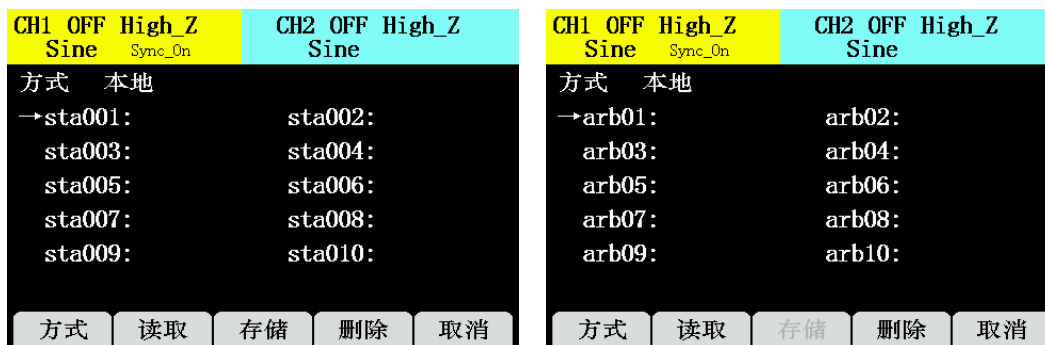 CH1 OFF High_Z CH2 OFF High_Z
Sine Sync_On Sine
方式 本地
→sta001: sta002:
sta003: sta004:
sta005: sta006:
sta007: sta008:
sta009: sta010:
方式 读取 存储 删除 取消
CH1 OFF High_Z CH2 OFF High_Z
Sine Sync_On Sine
方式 本地
→arb01: arb02:
arb03: arb04:
arb05: arb06:
arb07: arb08:
arb09: arb10:
方式 读取 存储 删除 取消